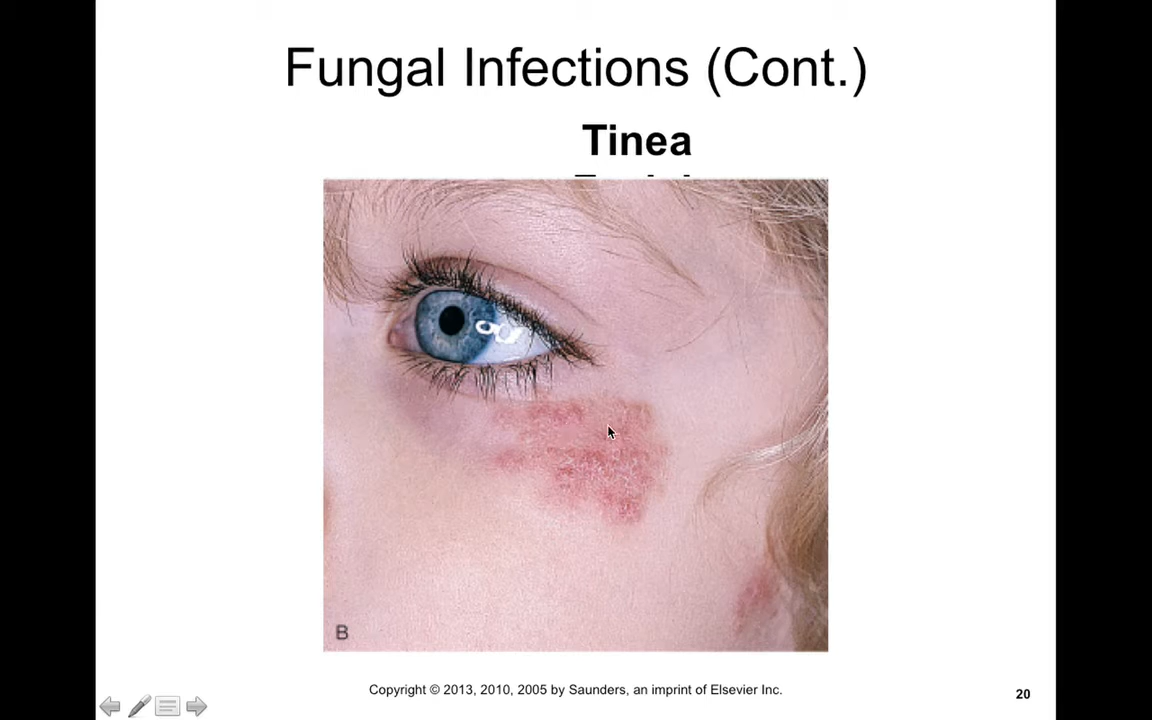 Fungal Infections (Cont.)
Tinea
B
Copyright © 2013, 2010, 2005 by Saunders, an imprint of Elsevier Inc.
20